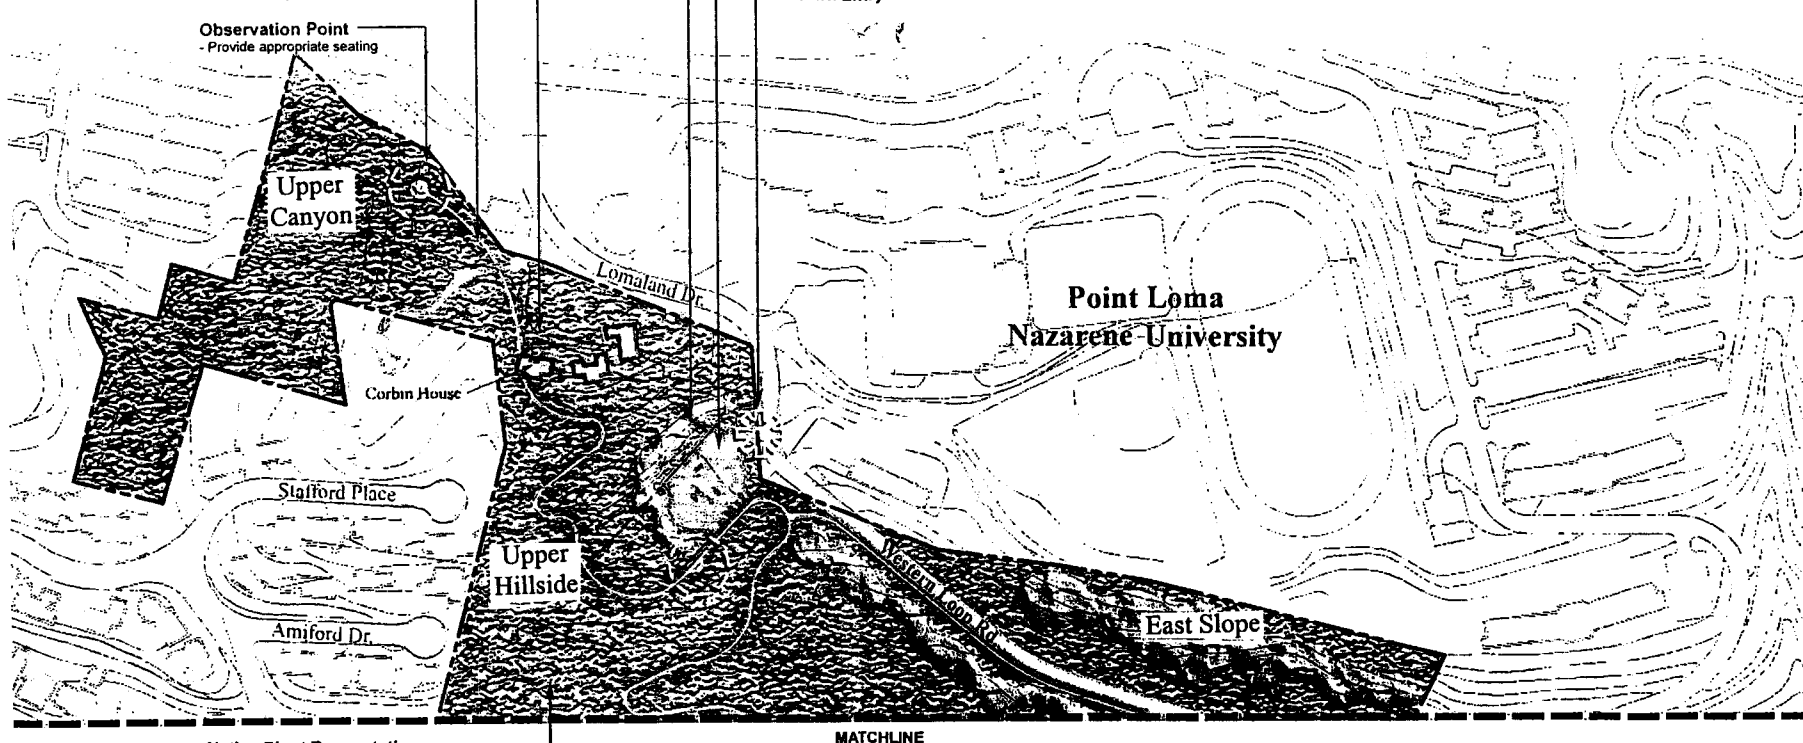 Observation Point
- Provide appropriate seating
Upper
Canyon
Lomaland Dr.
Point Loma
Nazarene University
Corbin House
Stafford Place
Upper
Hillside
Western Loop Rd.
East Slope
Amiford Dr.
MATCHLINE